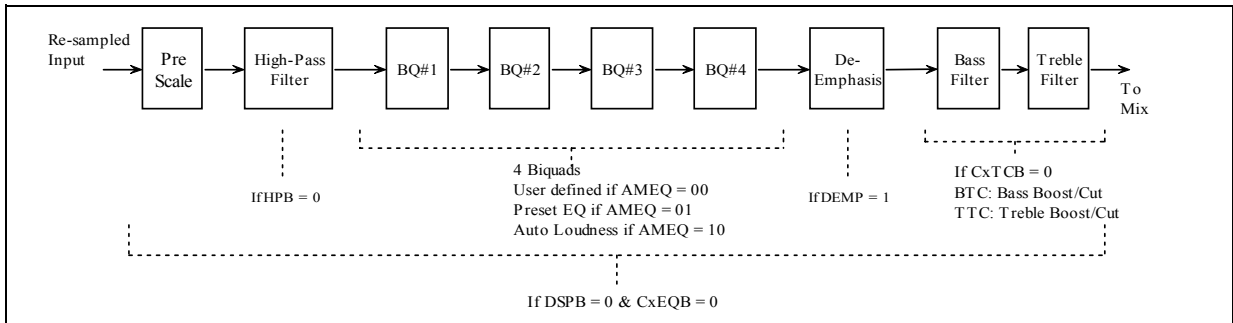 Re-sampled
Input
Pre
Scale
High-Pass
Filter
BQ#1
BQ#2
BQ#3
BQ#4
De-
Emphasis
Bass
Filter
Treble
Filter
To
Mix
If HPB = 0
4 Biquads
User defined if AMEQ = 00
Preset EQ if AMEQ = 01
Auto Loudness if AMEQ = 10
If DEMP = 1
If CxTCB = 0
BTC: Bass Boost/Cut
TTC: Treble Boost/Cut
If DSPB = 0 & CxEQB = 0